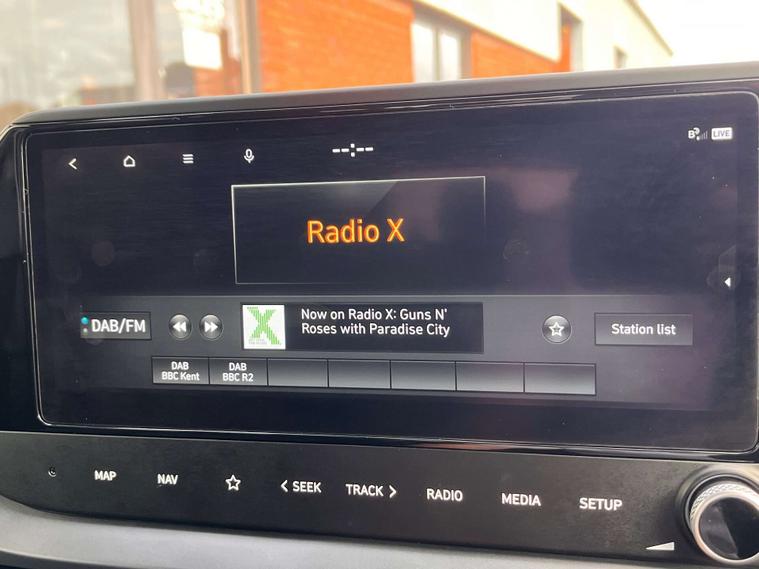 --:--
B LIVE
Radio X
DAB/FM
Now on Radio X: Guns N'
Roses with Paradise City
Station list
DAB
BBC Kent
DAB
BBC R2
MAP
NAV
< SEEK
TRACK >
RADIO
MEDIA
SETUP